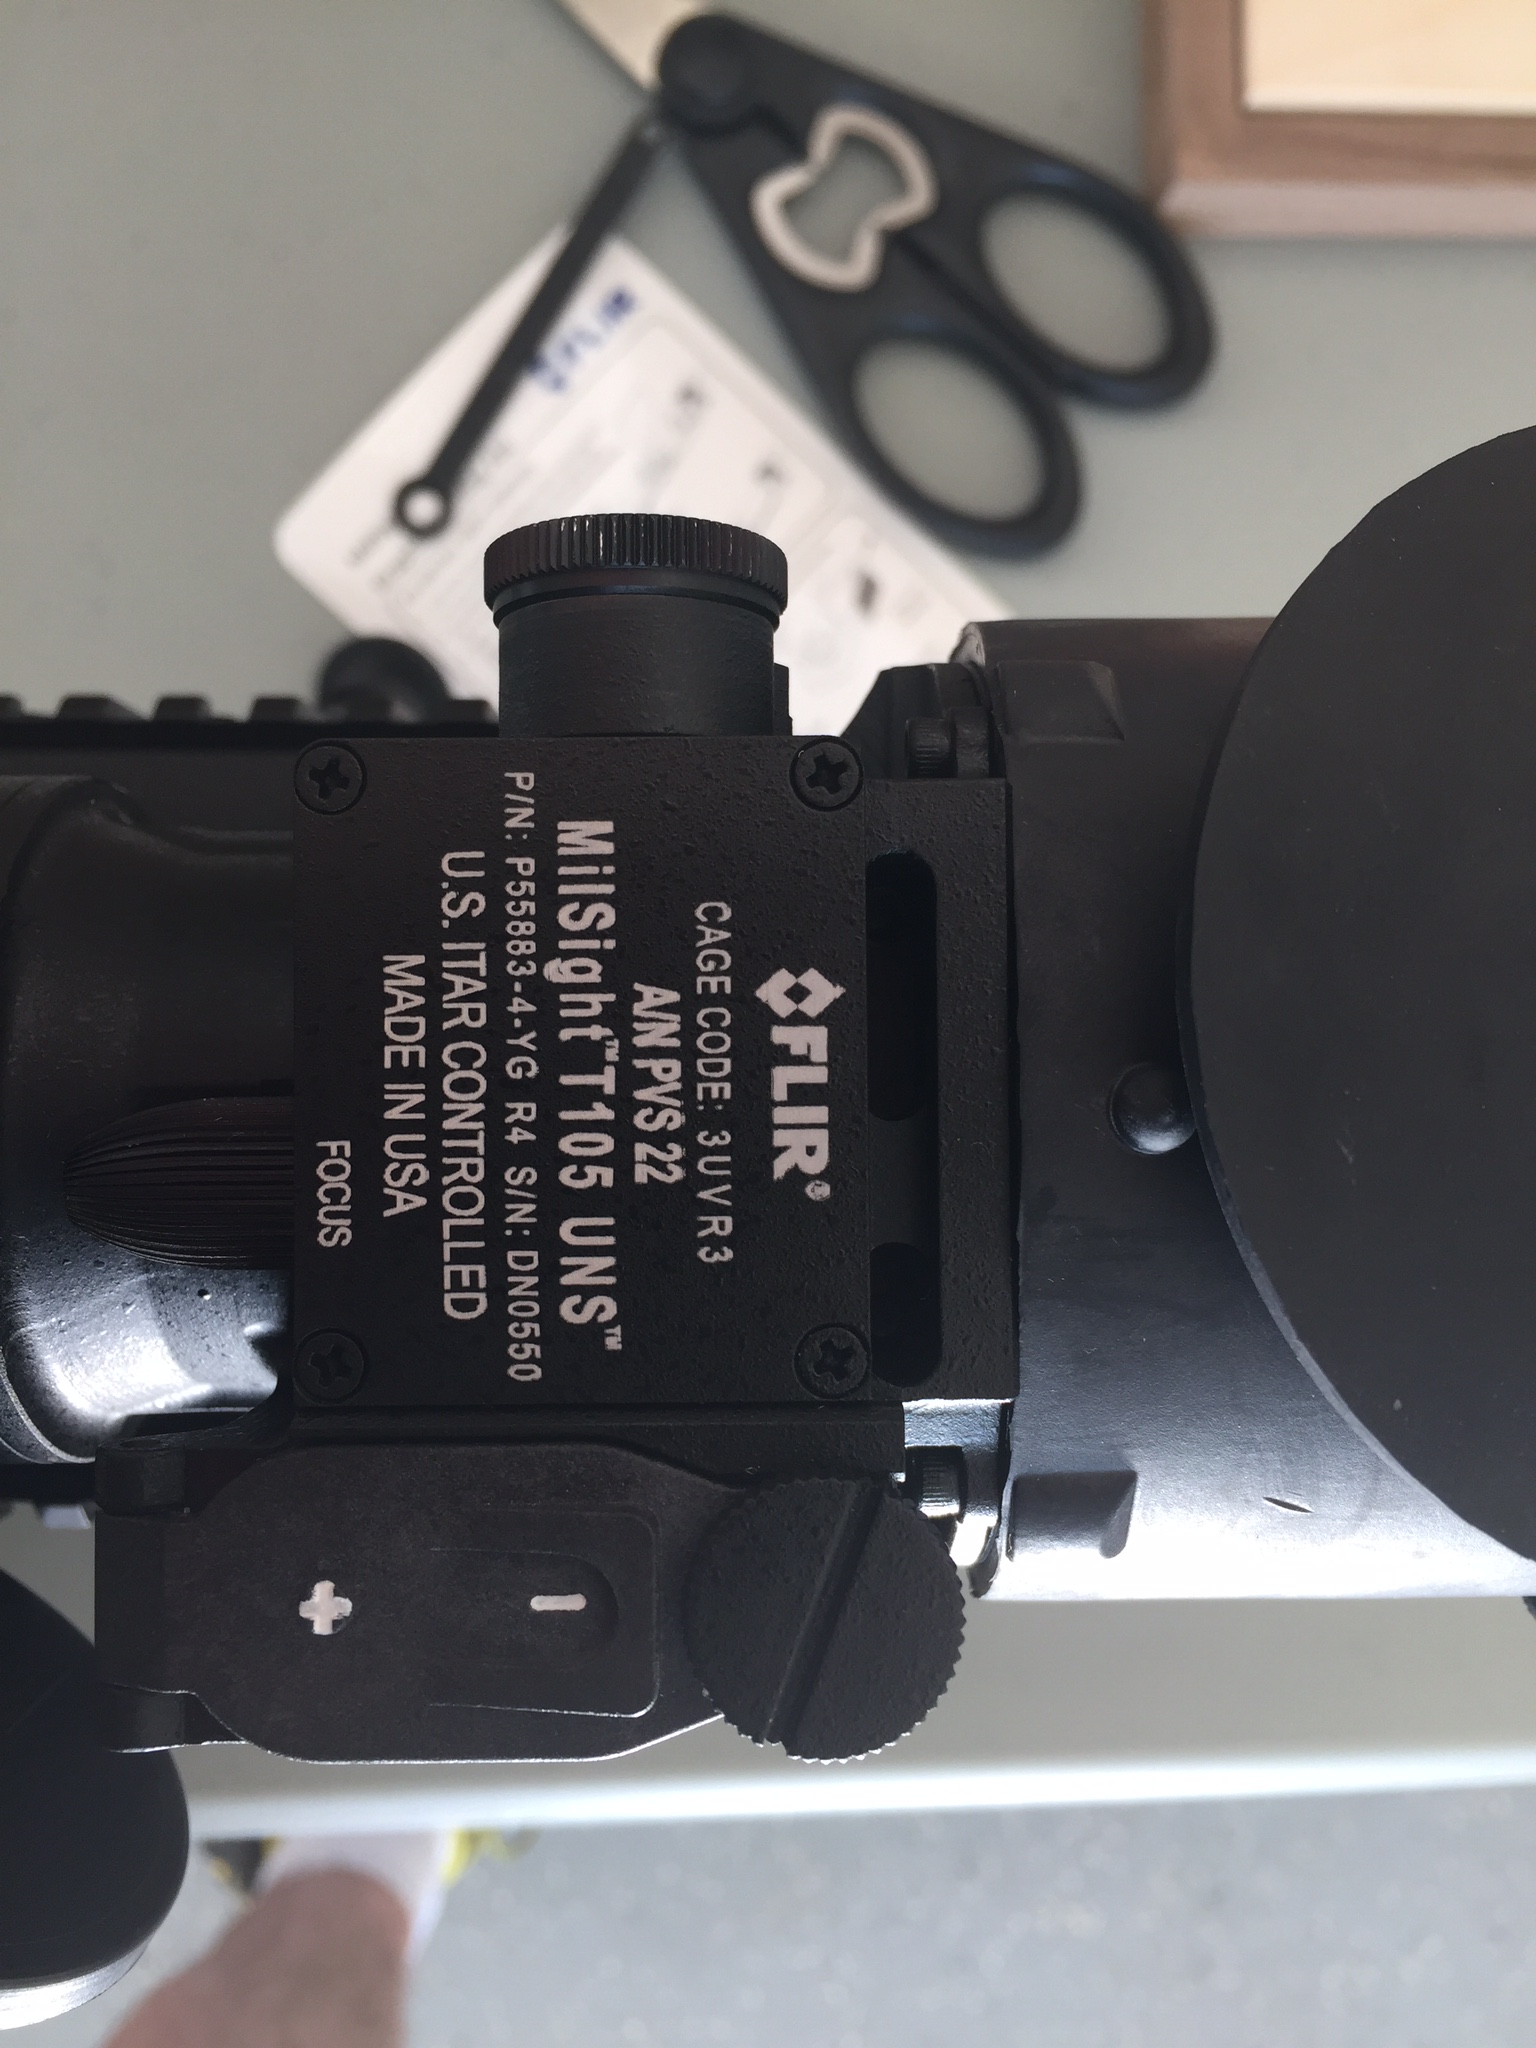 FLIR®
CAGE CODE: 3UVR3
A/N PVS 22
MilSight™ T105 UNS™
P/N: P55883-4-YG R4 S/N: DN0550
U.S. ITAR CONTROLLED
MADE IN USA
FOCUS
+
−
FLIR